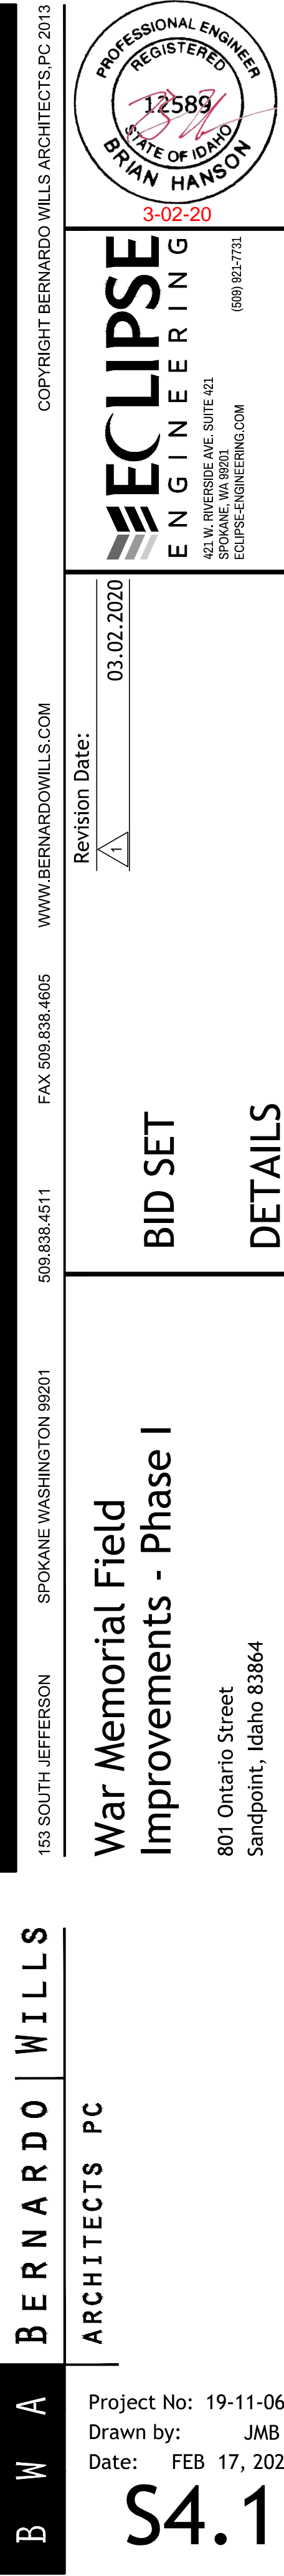 COPYRIGHT BERNARDO WILLS ARCHITECTS,PC 2013
WWW.BERNARDOWILLS.COM
FAX 509.838.4605
509.838.4511
SPOKANE WASHINGTON 99201
153 SOUTH JEFFERSON
PROFESSIONAL ENGINEER
REGISTERED
12589
STATE OF IDAHO
BRIAN HANSON
3-02-20
ECLIPSE
ENGINEERING
421 W. RIVERSIDE AVE. SUITE 421
SPOKANE, WA 99201
ECLIPSE-ENGINEERING.COM
(509) 921-7731
Revision Date:
1 03.02.2020
BID SET
DETAILS
War Memorial Field
Improvements - Phase I
801 Ontario Street
Sandpoint, Idaho 83864
BERNARDO WILLS
ARCHITECTS PC
B W A
Project No: 19-11-06
Drawn by: JMB
Date: FEB 17, 202
S4.1